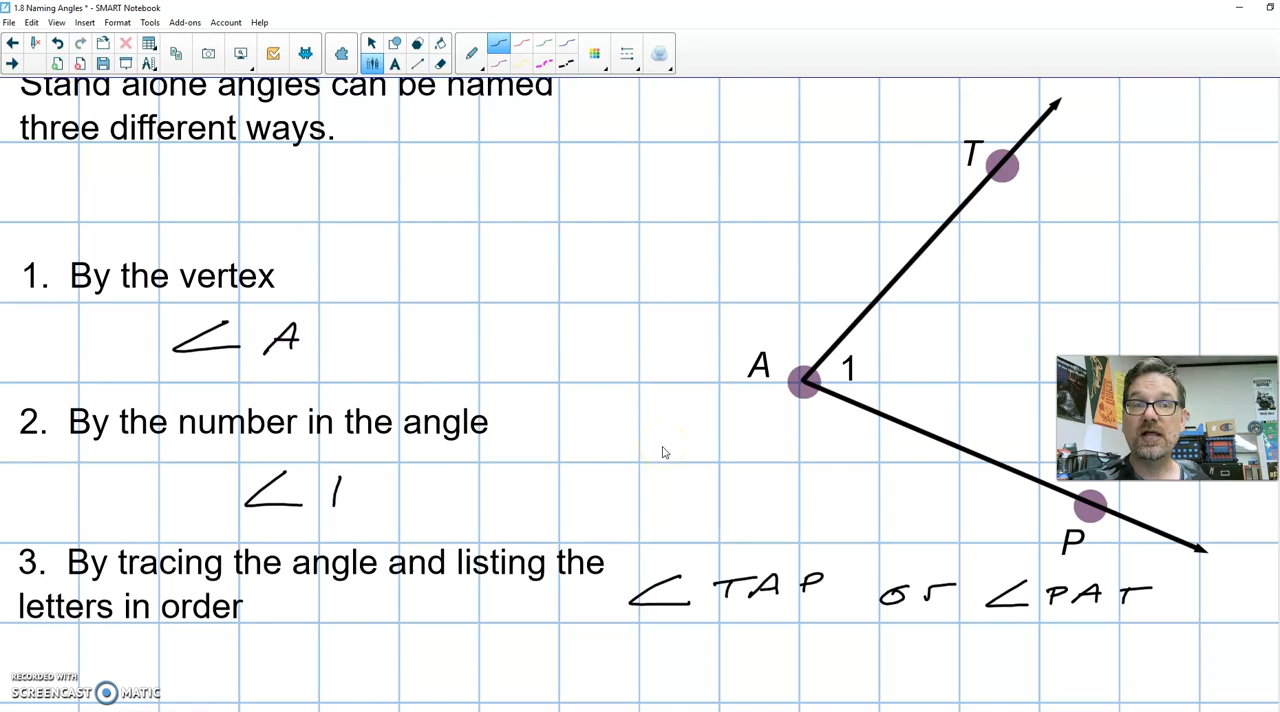 1.8 Naming Angles * - SMART Notebook
File Edit View Insert Format Tools Add-ons Account Help
Stand alone angles can be named
three different ways.
T
1. By the vertex
∠ A
A
1
2. By the number in the angle
∠ 1
3. By tracing the angle and listing the
letters in order
P
∠ TAP or ∠ PAT
RECORDED WITH
SCREENCAST MATIC